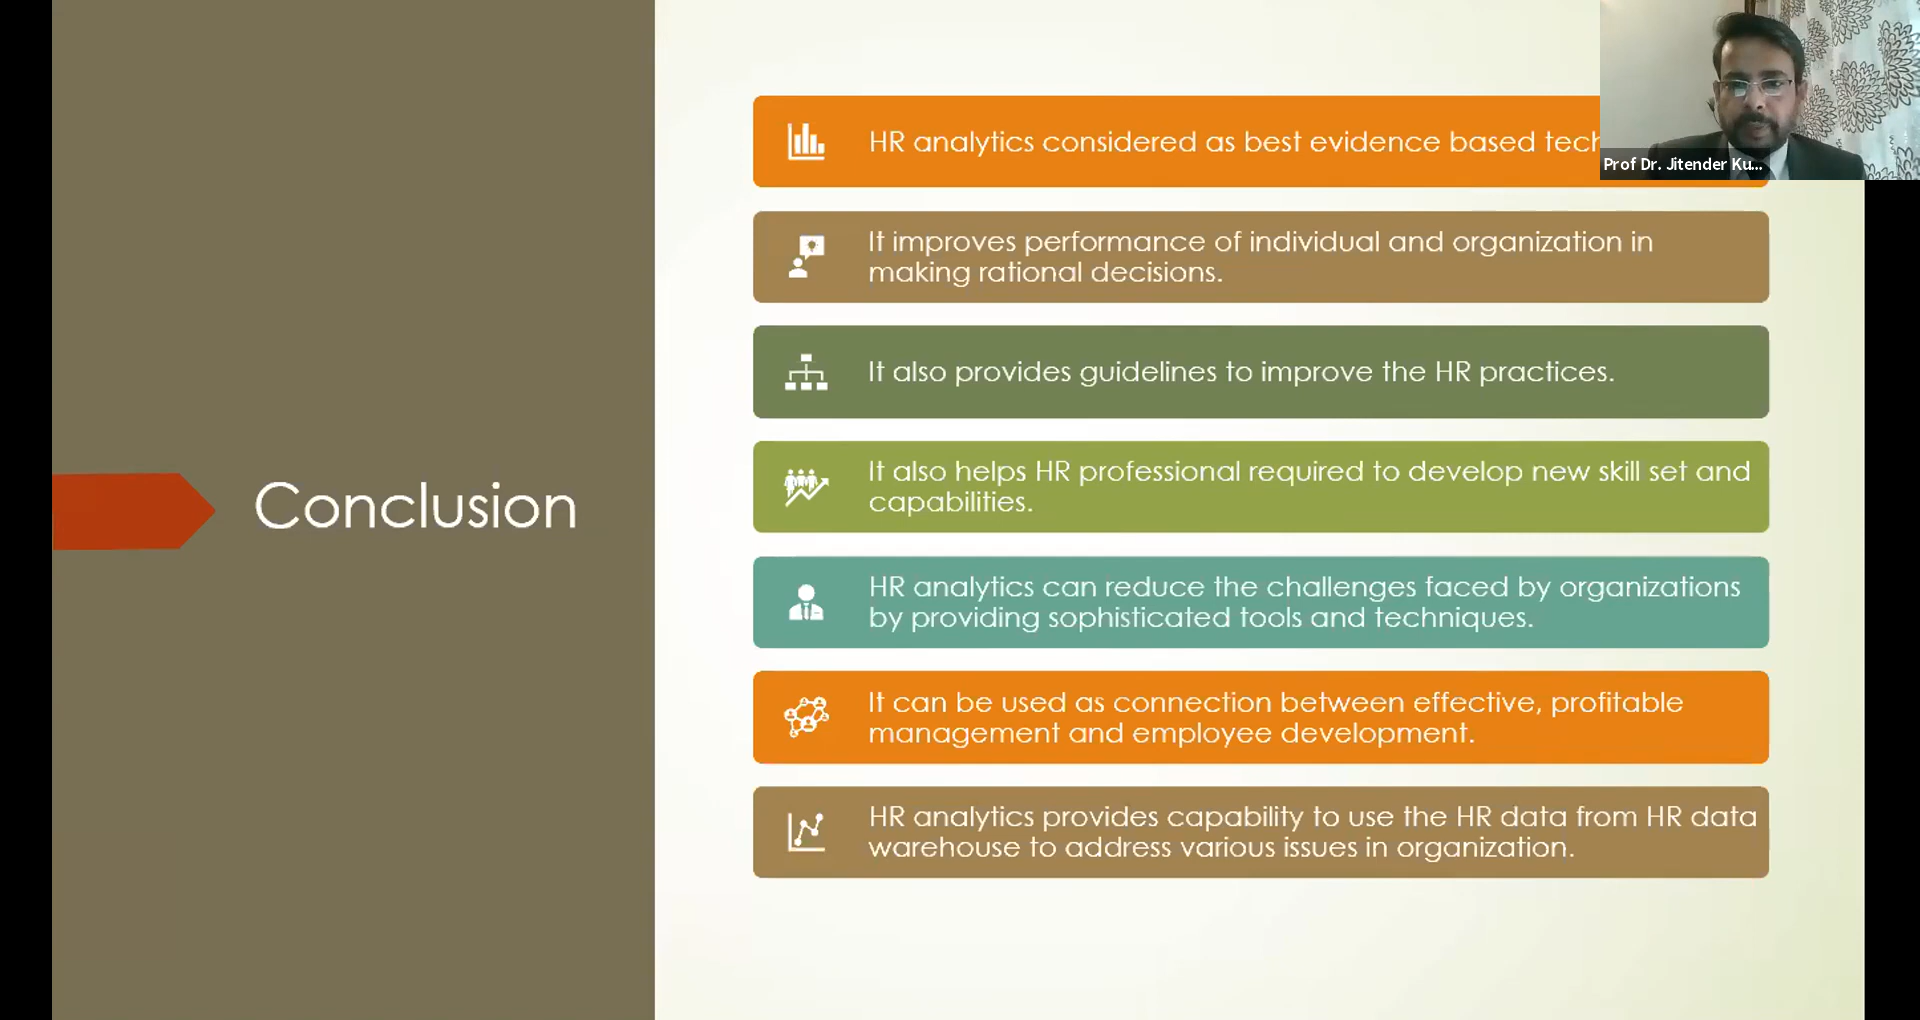 Conclusion
HR analytics considered as best evidence based
It improves performance of individual and organization in
making rational decisions.
It also provides guidelines to improve the HR practices.
It also helps HR professional required to develop new skill set and
capabilities.
HR analytics can reduce the challenges faced by organizations
by providing sophisticated tools and techniques.
It can be used as connection between effective, profitable
management and employee development.
HR analytics provides capability to use the HR data from HR data
warehouse to address various issues in organization.
Prof Dr. Jitender Ku...